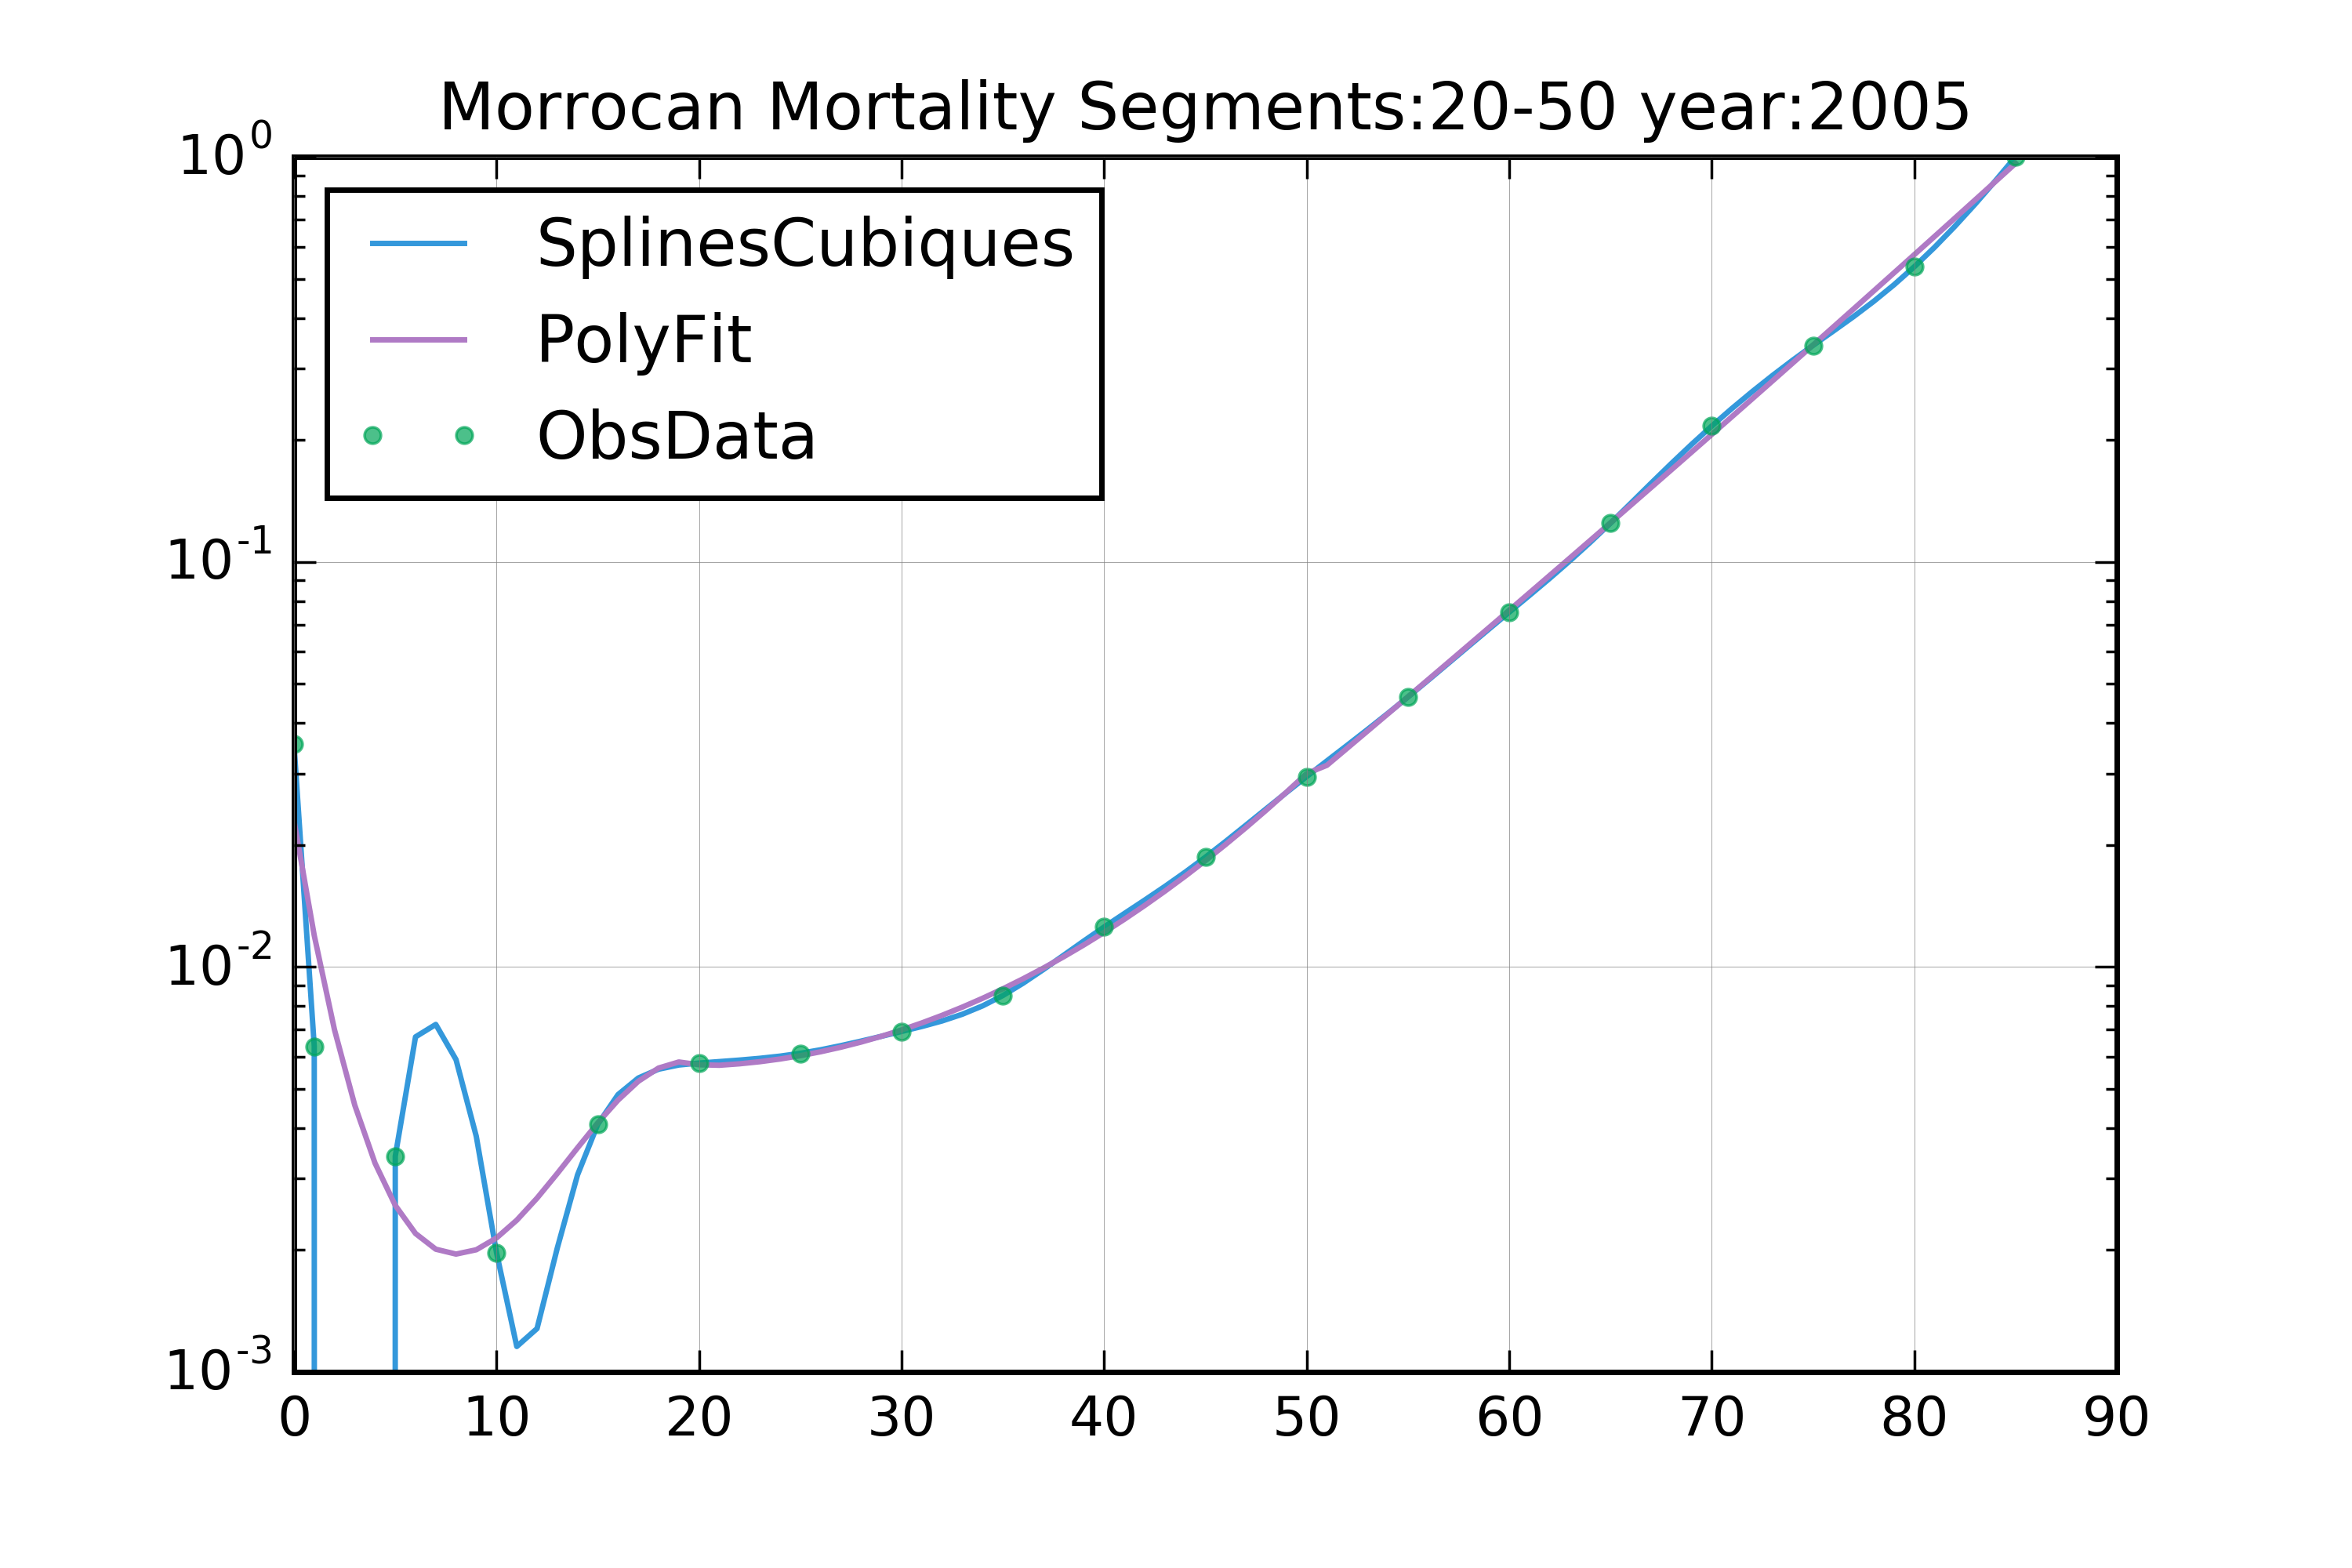 Morrocan Mortality Segments:20-50 year:2005
10^0
SplinesCubiques
PolyFit
ObsData
10^-1
10^-2
10^-3
0 10 20 30 40 50 60 70 80 90